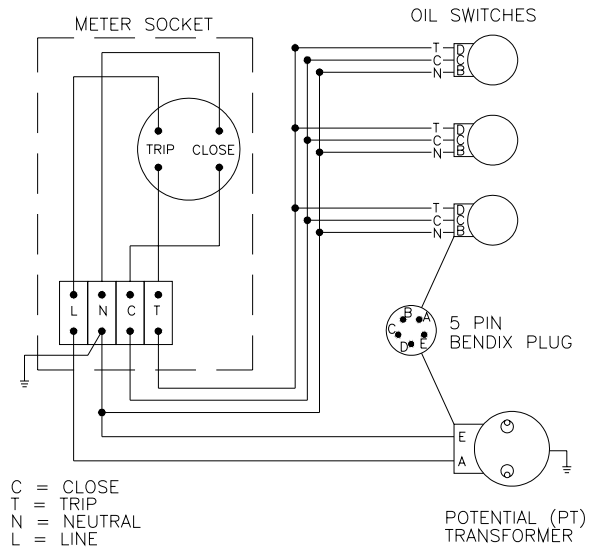 METER SOCKET
OIL SWITCHES
T D
C C
N B
TRIP CLOSE
T D
C C
N B
T D
C C
N B
L N C T
B A
C
D E
5 PIN
BENDIX PLUG
E
A
C = CLOSE
T = TRIP
N = NEUTRAL
L = LINE
POTENTIAL (PT)
TRANSFORMER